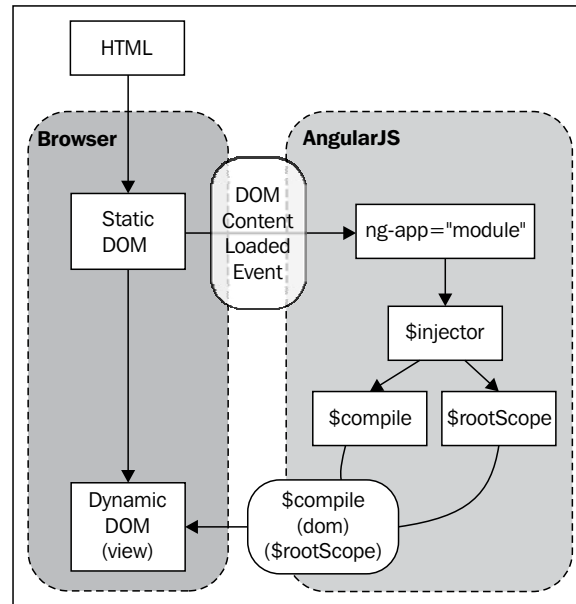 HTML
Browser
AngularJS
Static
DOM
DOM
Content
Loaded
Event
ng-app="module"
$injector
$compile
$rootScope
Dynamic
DOM
(view)
$compile
(dom)
($rootScope)